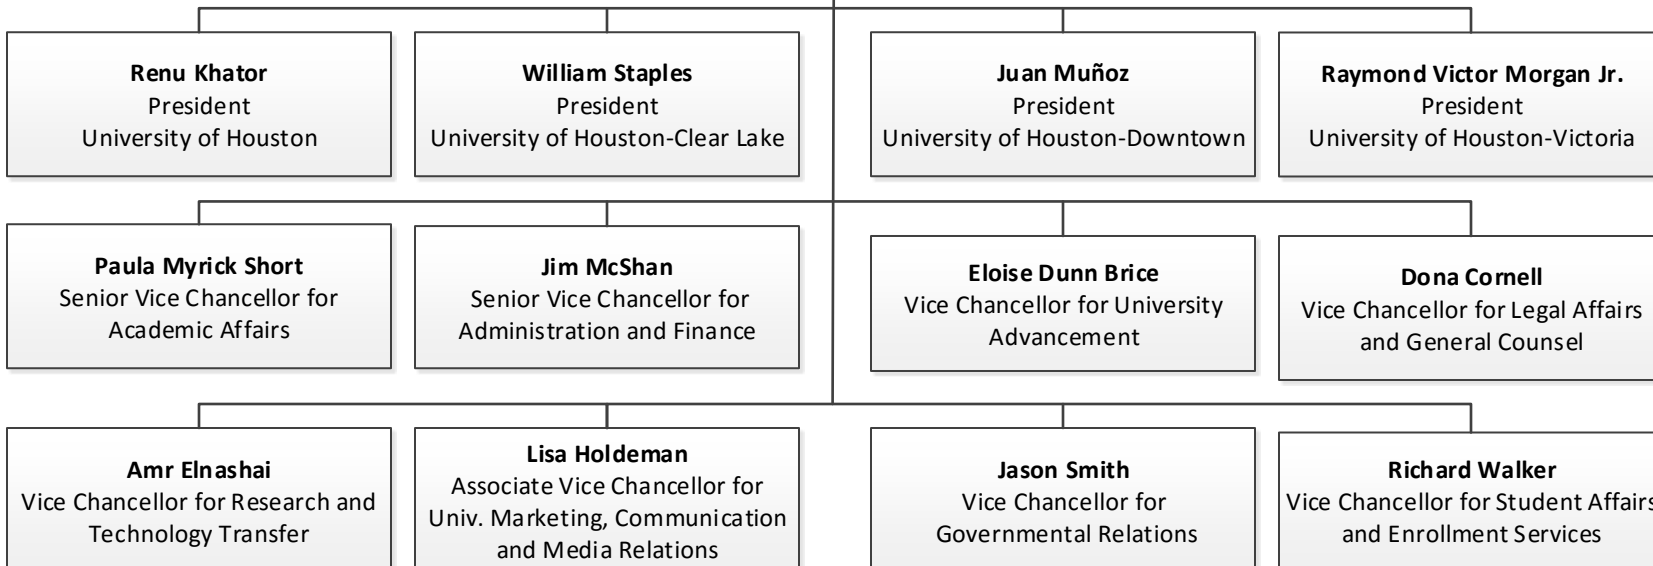 Renu Khator
President
University of Houston
William Staples
President
University of Houston-Clear Lake
Juan Muñoz
President
University of Houston-Downtown
Raymond Victor Morgan Jr.
President
University of Houston-Victoria
Paula Myrick Short
Senior Vice Chancellor for
Academic Affairs
Jim McShan
Senior Vice Chancellor for
Administration and Finance
Eloise Dunn Brice
Vice Chancellor for University
Advancement
Dona Cornell
Vice Chancellor for Legal Affairs
and General Counsel
Amr Elnashai
Vice Chancellor for Research and
Technology Transfer
Lisa Holdeman
Associate Vice Chancellor for
Univ. Marketing, Communication
and Media Relations
Jason Smith
Vice Chancellor for
Governmental Relations
Richard Walker
Vice Chancellor for Student Affairs
and Enrollment Services